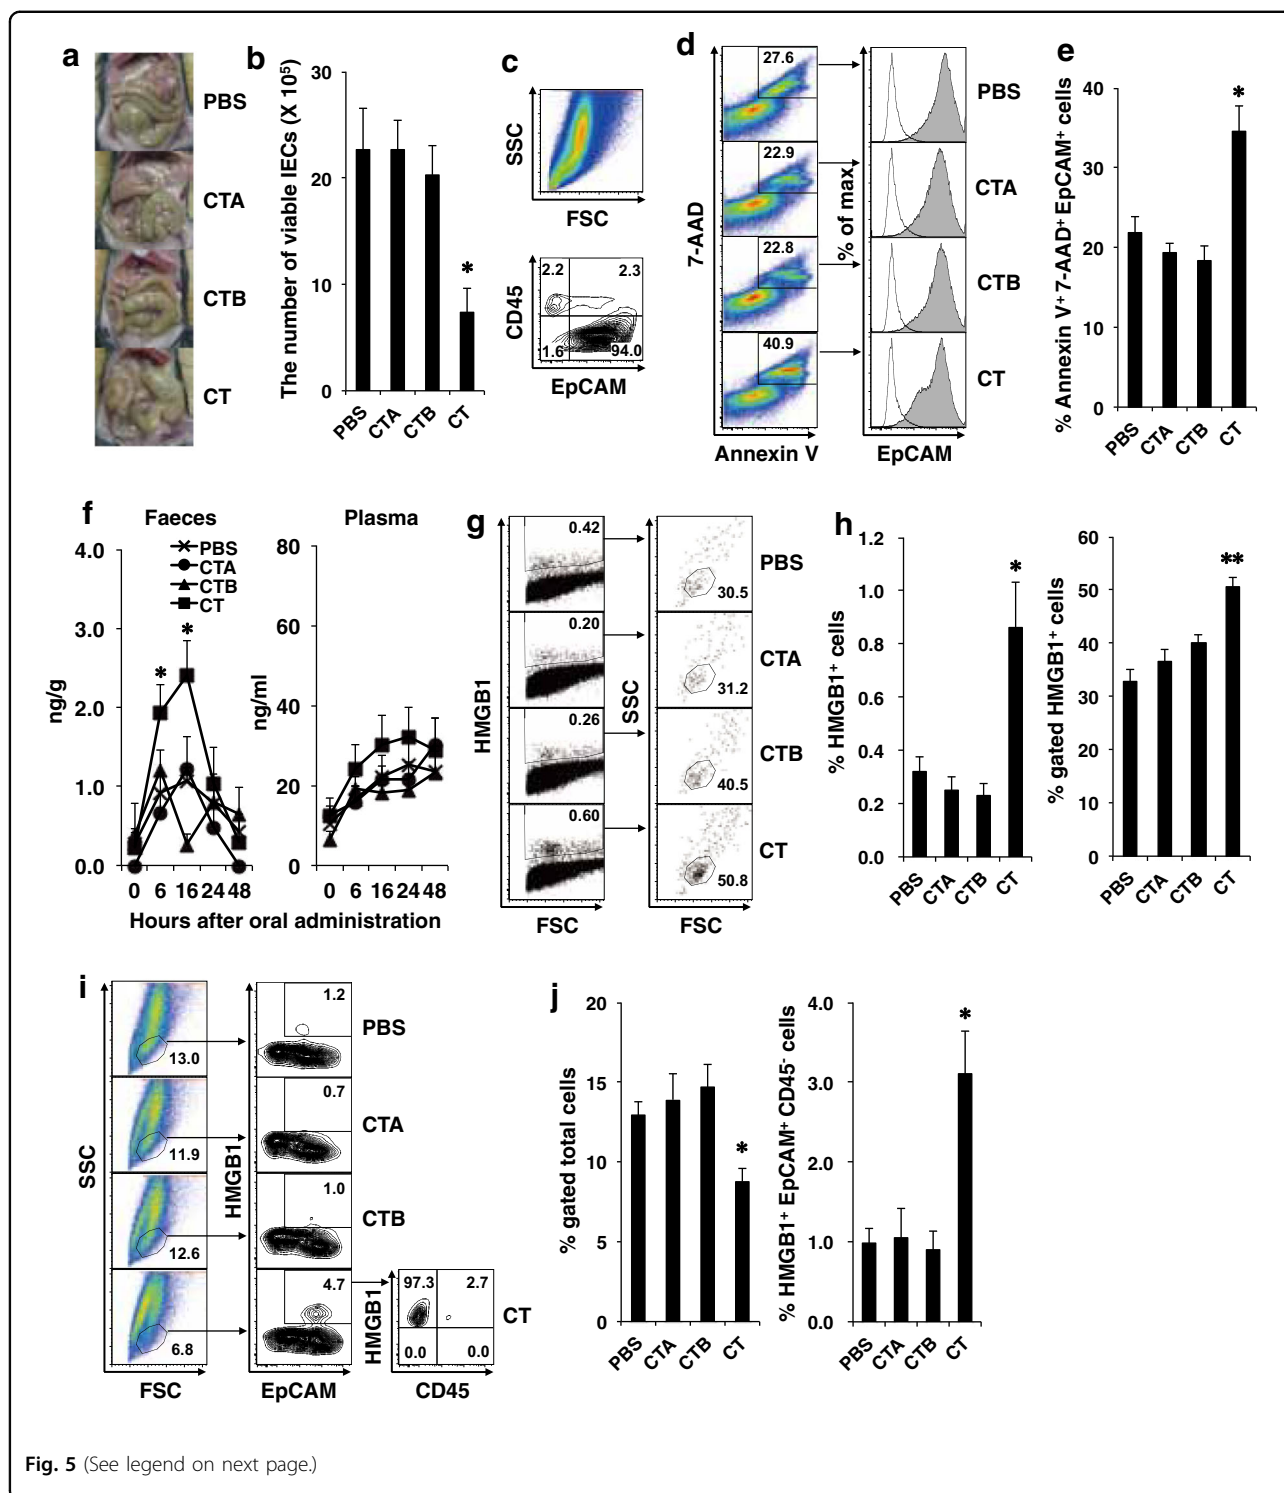 a
PBS
CTA
CTB
CT
b
The number of viable IECs (X 10⁵)
30
20
10
0
PBS
CTA
CTB
CT
*
c
SSC
FSC
CD45
2.2
2.3
1.6
94.0
EpCAM
d
7-AAD
27.6
22.9
22.8
40.9
Annexin V
% of max
EpCAM
PBS
CTA
CTB
CT
e
% Annexin V⁺7-AAD⁺ EpCAM⁺ cells
40
30
20
10
0
*
PBS
CTA
CTB
CT
f
Faeces
Plasma
PBS
CTA
CTB
CT
ng/g
4.0
3.0
2.0
1.0
0.0
*
*
0 6 16 24 48
ng/ml
80
60
40
20
0
0 6 16 24 48
Hours after oral administration
g
HMGB1
0.42
0.20
0.26
0.60
FSC
SSC
30.5
31.2
40.5
50.8
FSC
PBS
CTA
CTB
CT
h
% HMGB1⁺ cells
1.2
1.0
0.8
0.6
0.4
0.2
0.0
*
PBS
CTA
CTB
CT
% gated HMGB1⁺ cells
60
50
40
30
20
10
0
**
PBS
CTA
CTB
CT
i
SSC
13.0
11.9
12.6
6.8
FSC
HMGB1
1.2
0.7
1.0
4.7
EpCAM
PBS
CTA
CTB
CT
HMGB1
97.3
2.7
0.0
0.0
CD45
j
% gated total cells
20
15
10
5
0
*
PBS
CTA
CTB
CT
% HMGB1⁺ EpCAM⁺ CD45⁻ cells
4.0
3.0
2.0
1.0
0.0
*
PBS
CTA
CTB
CT
Fig. 5 (See legend on next page.)